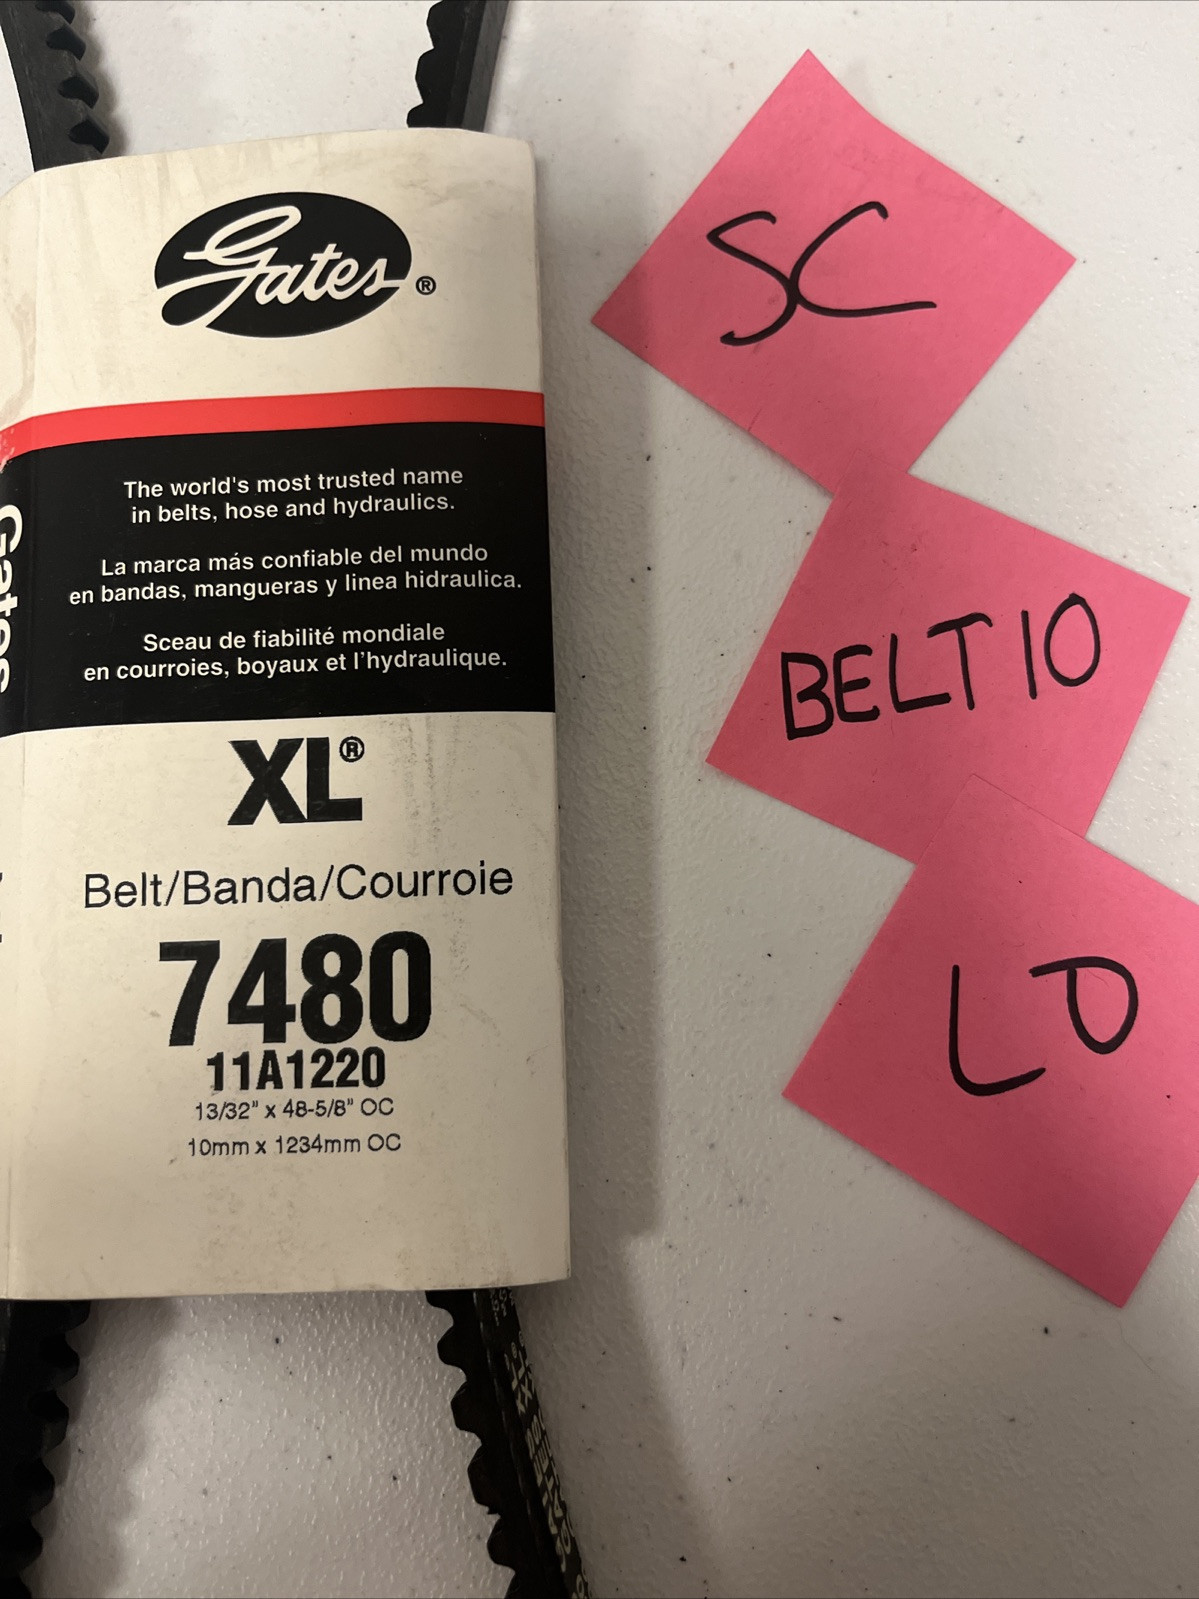 Gates®
The world's most trusted name
in belts, hose and hydraulics.
La marca más confiable del mundo
en bandas, mangueras y linea hidraulica.
Sceau de fiabilité mondiale
en courroies, boyaux et l'hydraulique.
XL®
Belt/Banda/Courroie
7480
11A1220
13/32" x 48-5/8" OC
10mm x 1234mm OC
Gates
SC
BELT 10
LD